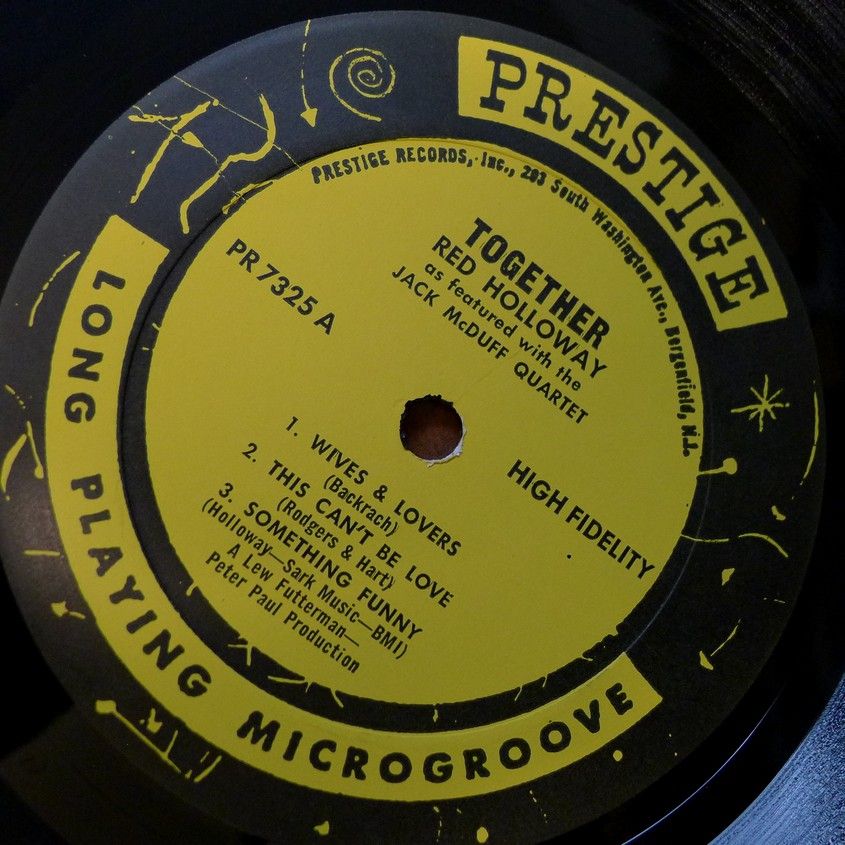 PRESTIGE
PRESTIGE RECORDS, Inc., 203 South Washington Ave., Bergenfield, N.J.
TOGETHER
RED HOLLOWAY
as featured with the
JACK McDUFF QUARTET
PR 7325 A
HIGH FIDELITY
1. WIVES & LOVERS
(Backrach)
2. THIS CAN'T BE LOVE
(Rodgers & Hart)
3. SOMETHING FUNNY
(Holloway—Sark Music—BMI)
A Lew Futterman—
Peter Paul Production
LONG PLAYING MICROGROOVE